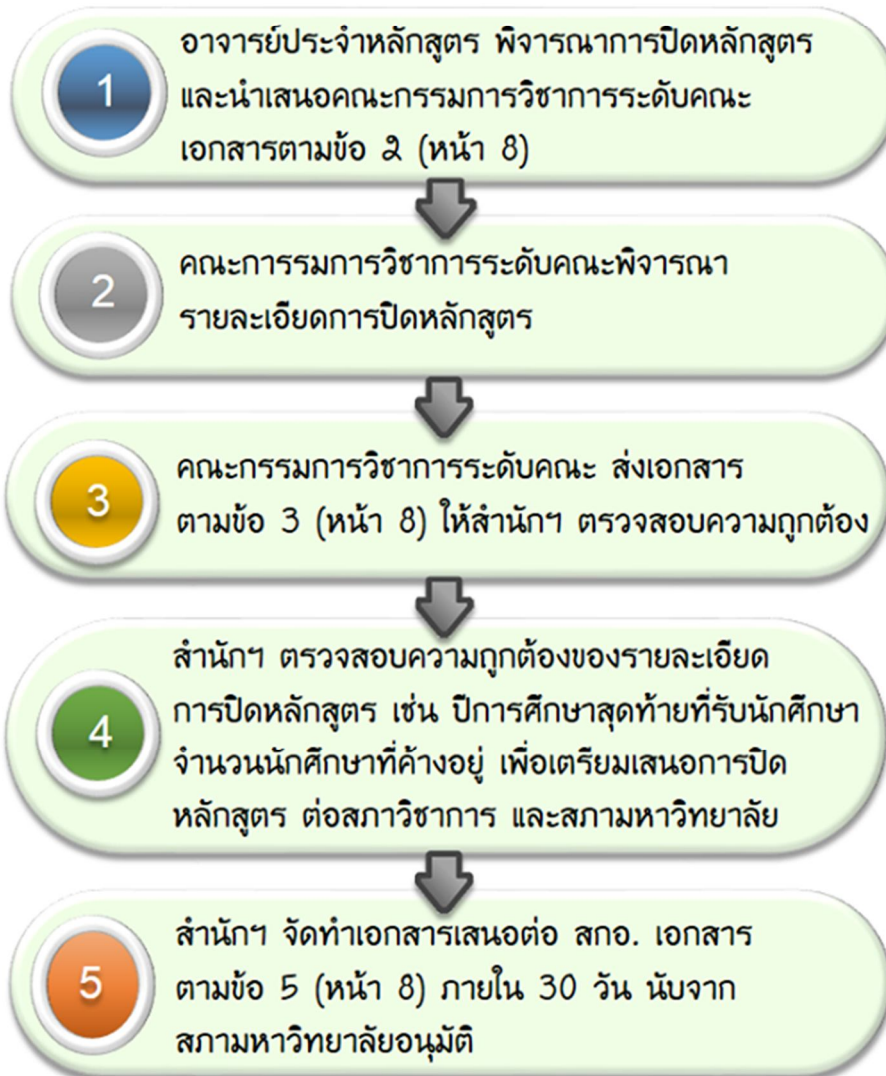 1
อาจารย์ประจำหลักสูตร พิจารณาการปิดหลักสูตร
และนำเสนอคณะกรรมการวิชาการระดับคณะ
เอกสารตามข้อ 2 (หน้า 8)
2
คณะการรมการวิชาการระดับคณะพิจารณา
รายละเอียดการปิดหลักสูตร
3
คณะกรรมการวิชาการระดับคณะ ส่งเอกสาร
ตามข้อ 3 (หน้า 8) ให้สำนักฯ ตรวจสอบความถูกต้อง
4
สำนักฯ ตรวจสอบความถูกต้องของรายละเอียด
การปิดหลักสูตร เช่น ปีการศึกษาสุดท้ายที่รับนักศึกษา
จำนวนนักศึกษาที่ค้างอยู่ เพื่อเตรียมเสนอการปิด
หลักสูตร ต่อสภาวิชาการ และสภามหาวิทยาลัย
5
สำนักฯ จัดทำเอกสารเสนอต่อ สกอ. เอกสาร
ตามข้อ 5 (หน้า 8) ภายใน 30 วัน นับจาก
สภามหาวิทยาลัยอนุมัติ